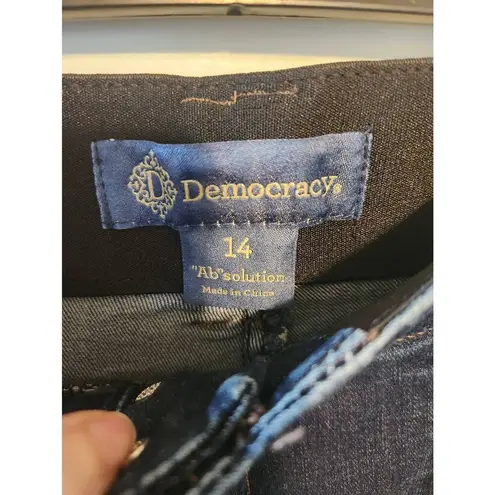 D Democracy®
14
"Ab"solution
Made in China